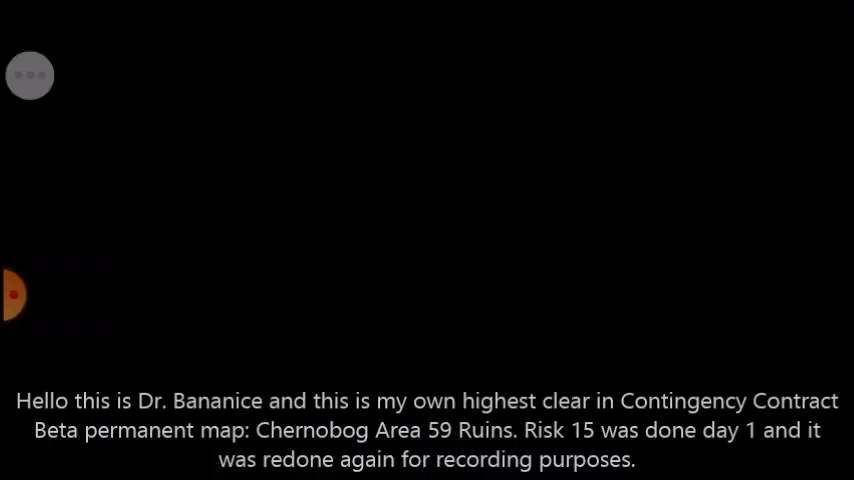 Hello this is Dr. Bananice and this is my own highest clear in Contingency Contract
Beta permanent map: Chernobog Area 59 Ruins. Risk 15 was done day 1 and it
was redone again for recording purposes.